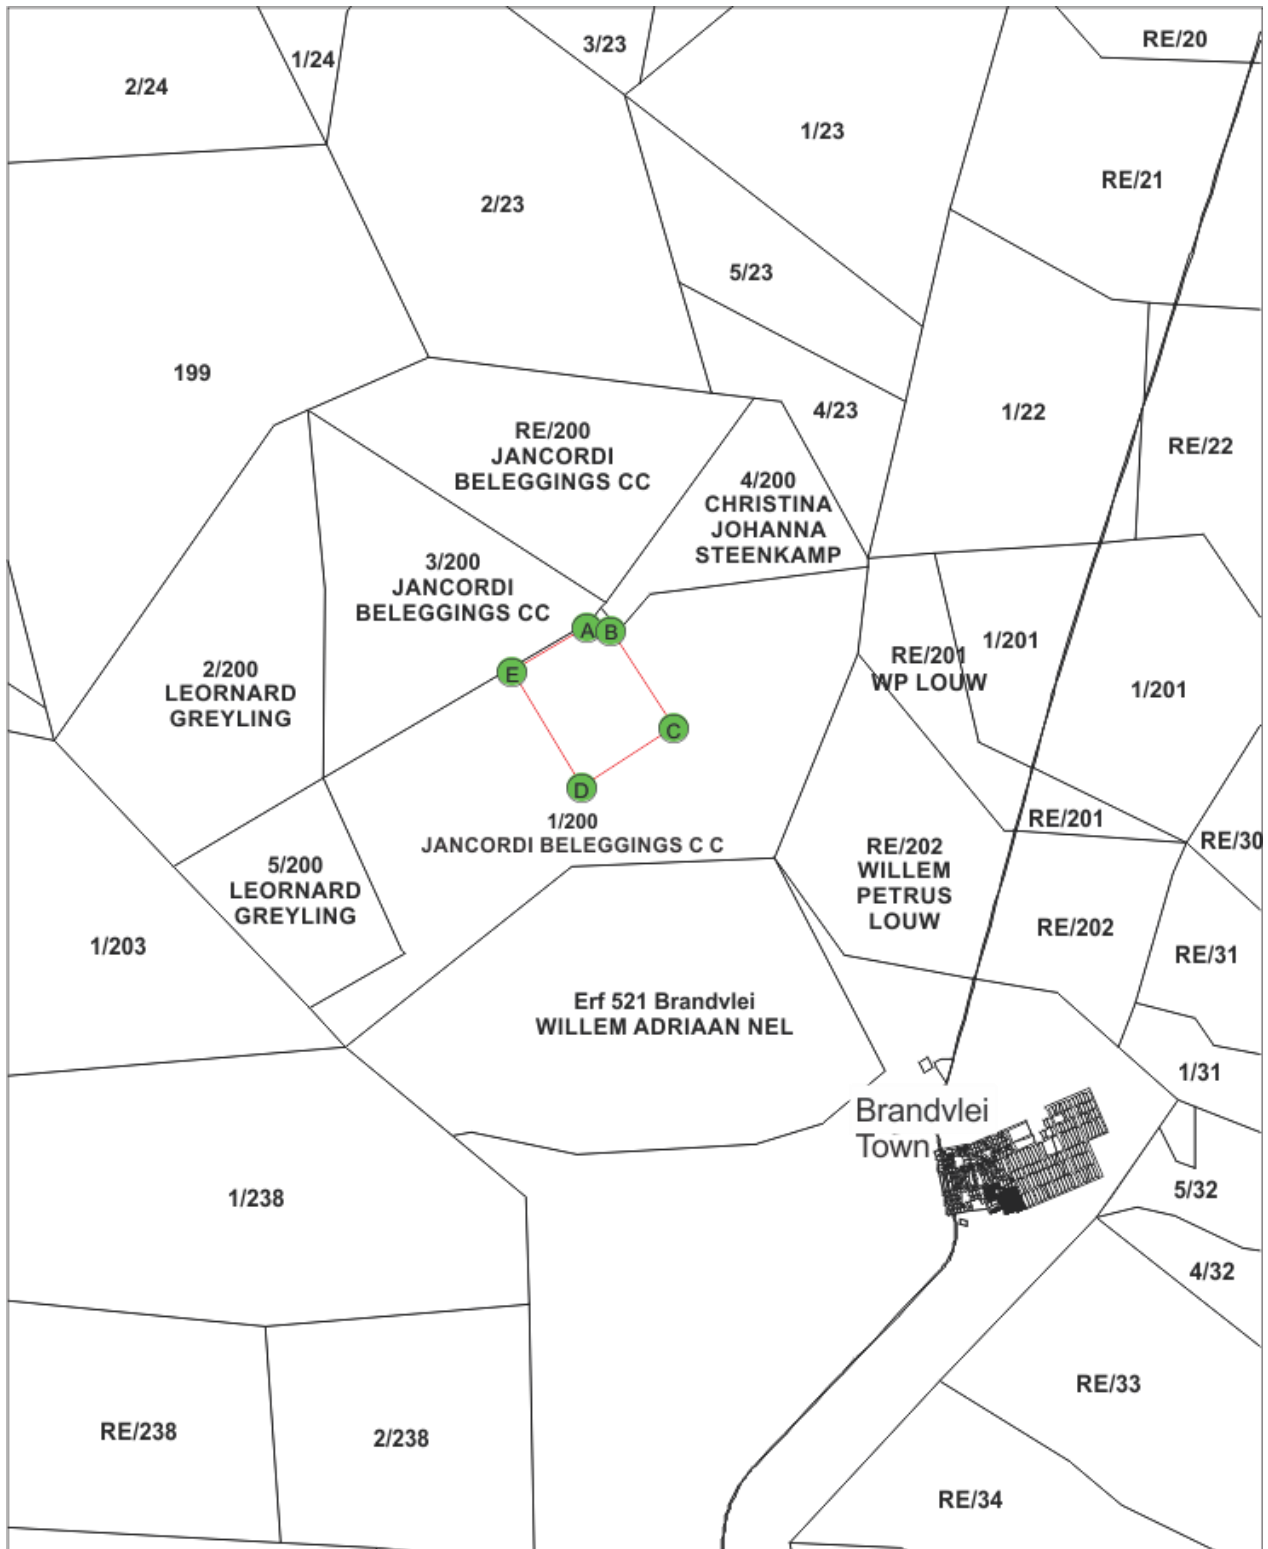 RE/20
3/23
1/24
2/24
1/23
RE/21
2/23
5/23
199
4/23
1/22
RE/200
JANCORDI
BELEGGINGS CC
RE/22
4/200
CHRISTINA
JOHANNA
STEENKAMP
3/200
JANCORDI
BELEGGINGS CC
A
B
1/201
RE/201
WP LOUW
2/200
LEORNARD
GREYLING
E
1/201
C
D
1/200
JANCORDI BELEGGINGS C C
RE/201
RE/30
RE/202
WILLEM
PETRUS
LOUW
5/200
LEORNARD
GREYLING
RE/202
1/203
RE/31
Erf 521 Brandvlei
WILLEM ADRIAAN NEL
1/31
Brandvlei
Town
5/32
1/238
4/32
RE/33
RE/238
2/238
RE/34